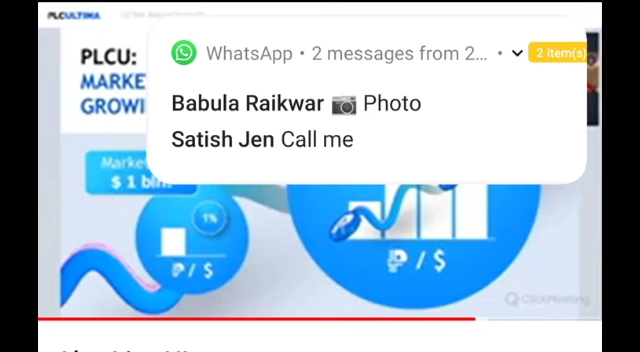 PLCULTIMA
PLCU:
MARKE
GROWI
WhatsApp • 2 messages from 2... •
2 item(s)
Babula Raikwar 📷 Photo
Satish Jen Call me
Marke
$ 1 bln.
1%
₽ / $
₽ / $
ClickMeeting